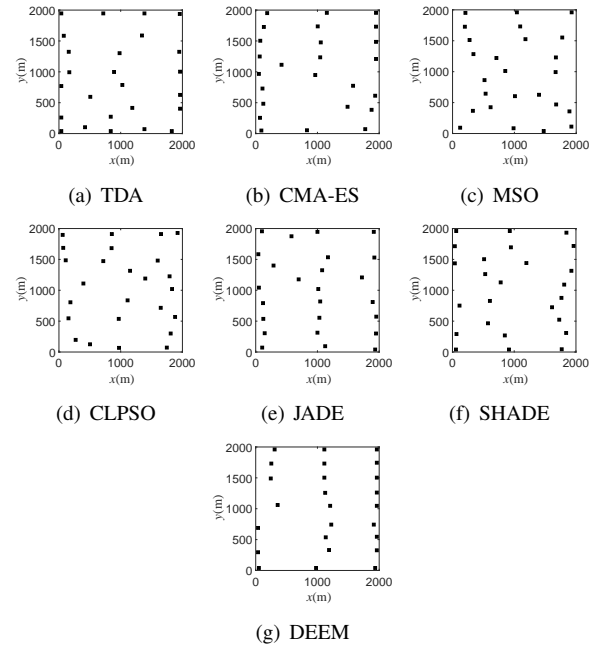 2000
1500
1000
500
0
y(m)
0 1000 2000
x(m)
(a) TDA
2000
1500
1000
500
0
y(m)
0 1000 2000
x(m)
(b) CMA-ES
2000
1500
1000
500
0
y(m)
0 1000 2000
x(m)
(c) MSO
2000
1500
1000
500
0
y(m)
0 1000 2000
x(m)
(d) CLPSO
2000
1500
1000
500
0
y(m)
0 1000 2000
x(m)
(e) JADE
2000
1500
1000
500
0
y(m)
0 1000 2000
x(m)
(f) SHADE
2000
1500
1000
500
0
y(m)
0 1000 2000
x(m)
(g) DEEM